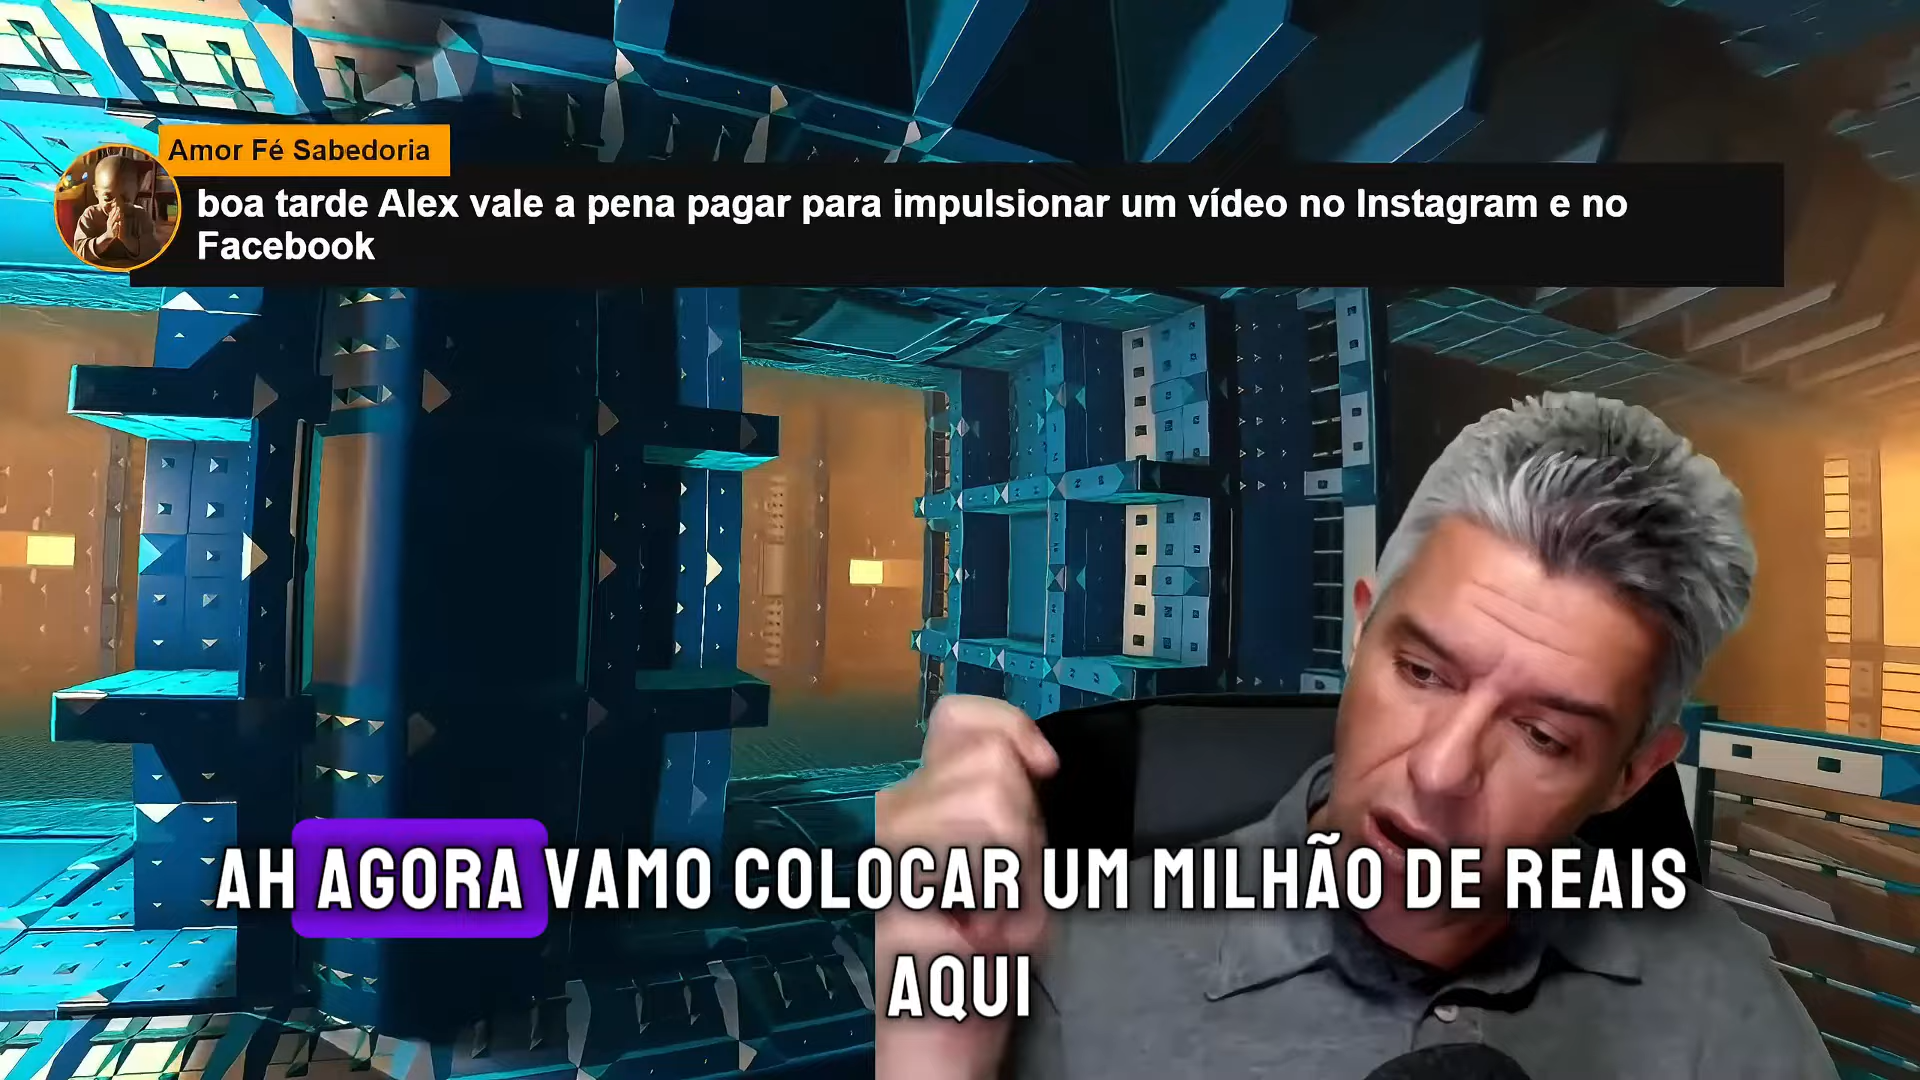 Amor Fé Sabedoria
boa tarde Alex vale a pena pagar para impulsionar um vídeo no Instagram e no
Facebook
AH AGORA VAMO COLOCAR UM MILHÃO DE REAIS
AQUI